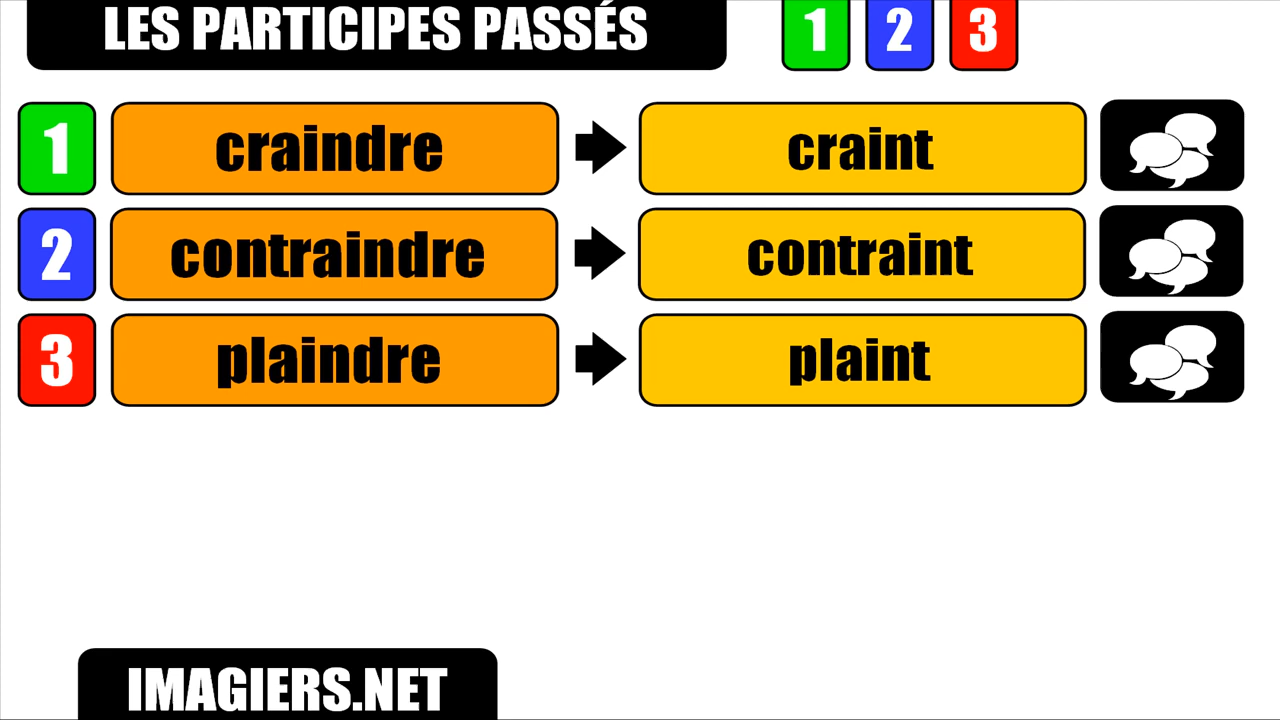 LES PARTICIPES PASSÉS 1 2 3
1 craindre craint
2 contraindre contraint
3 plaindre plaint
IMAGIERS.NET